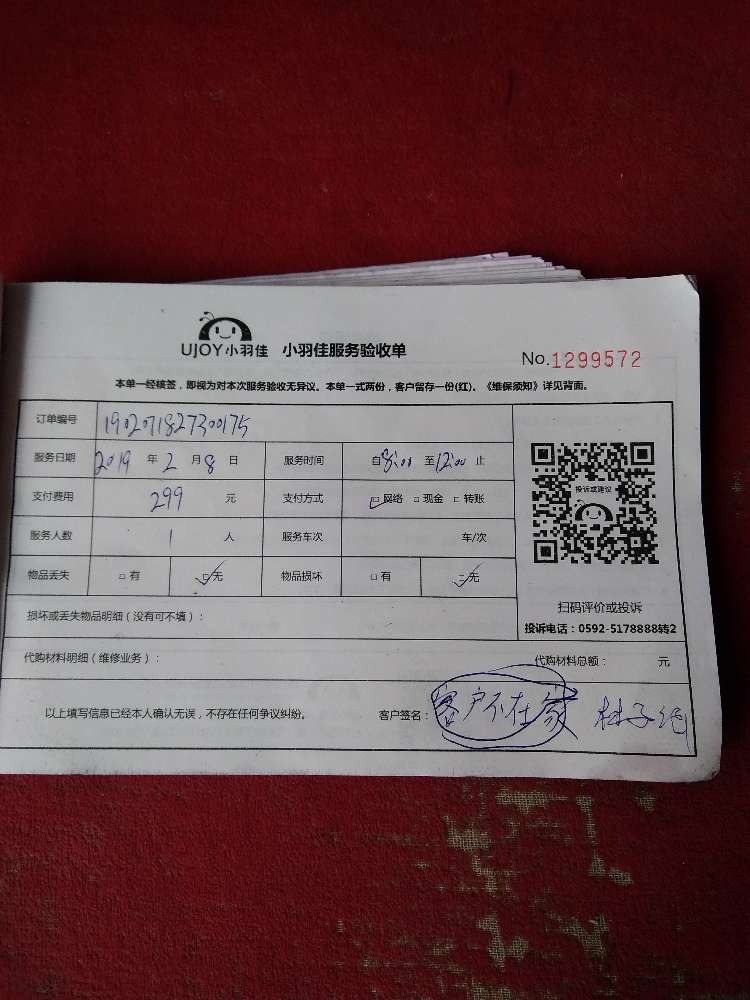 UJOY小羽佳 小羽佳服务验收单
No.1299572
本单一经核签，即视为对本次服务验收无异议。本单一式两份，客户留存一份(红)。《维保须知》详见背面。
订单编号 1902071827300175
服务日期 2019 年 2 月 8 日 服务时间 自8:00 至12:00 止
支付费用 299 元 支付方式 网络 现金 转账
服务人数 1 人 服务车次 车/次
物品丢失 有 无 物品损坏 有 无
投诉或建议
扫码评价或投诉
投诉电话：0592-5178888转2
损坏或丢失物品明细（没有可不填）：
代购材料明细（维修业务）： 代购材料总额： 元
以上填写信息已经本人确认无误，不存在任何争议纠纷。 客户签名：客户不在家